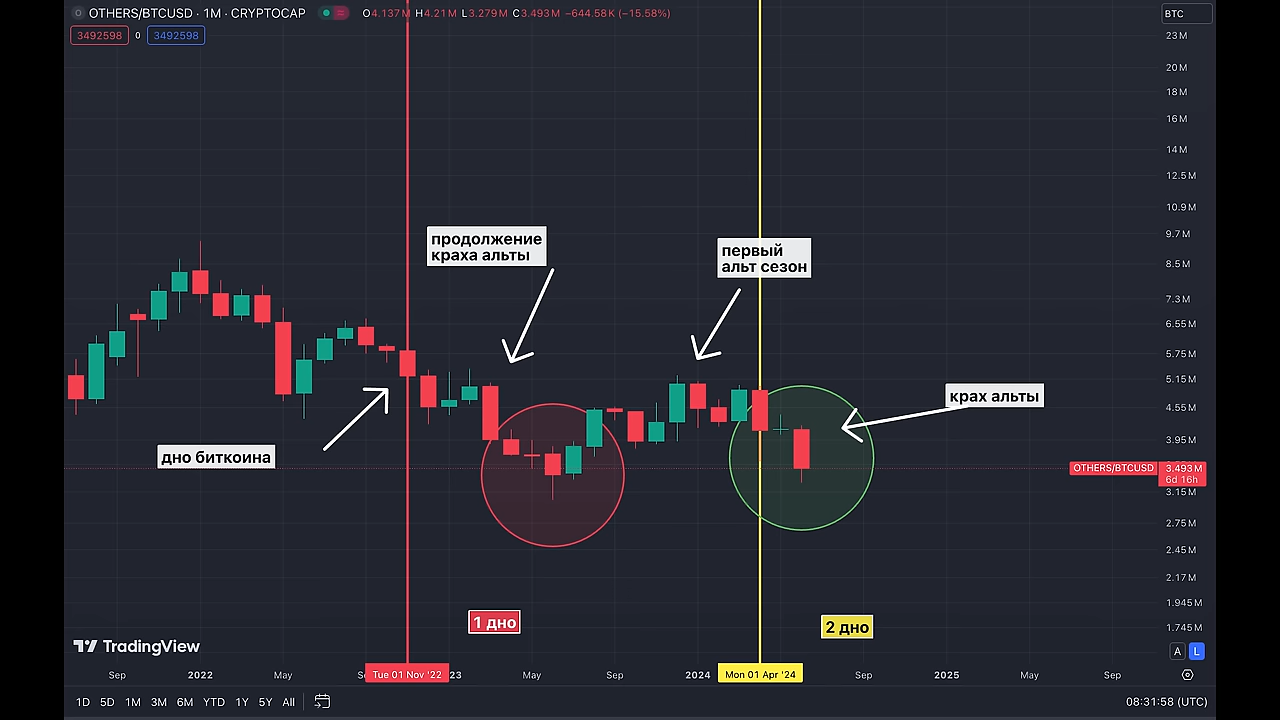 OTHERS/BTCUSD · 1M · CRYPTOCAP O4.137M H4.21M L3.279M C3.493M −644.58K (−15.58%)
BTC
3492598 0 3492598
23M
20M
18M
16M
14M
12.5M
10.9M
9.7M
8.5M
7.3M
6.55M
5.75M
5.15M
4.55M
3.95M
OTHERS/BTCUSD 3.493M
6d 16h
3.15M
2.75M
2.45M
2.17M
1.945M
1.745M
продолжение
краха альты
первый
альт сезон
крах альты
дно биткоина
1 дно
2 дно
TradingView
A L
Sep 2022 May Tue 01 Nov '22 23 May Sep 2024 Mon 01 Apr '24 Sep 2025 May Sep
1D 5D 1M 3M 6M YTD 1Y 5Y All
08:31:58 (UTC)